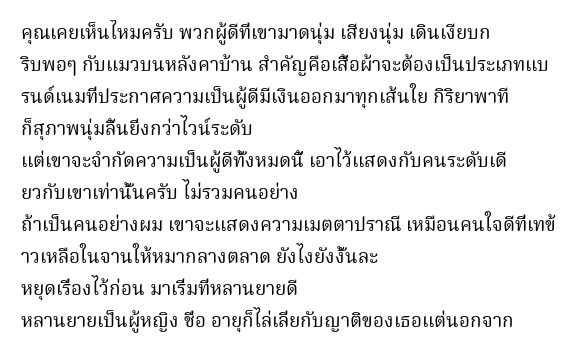 คุณเคยเห็นไหมครับ พวกผู้ดีที่เขามาดนุ่ม เสียงนุ่ม เดินเงียบก
ริบพอๆ กับแมวบนหลังคาบ้าน สำคัญคือเสื้อผ้าจะต้องเป็นประเภทแบ
รนด์เนมที่ประกาศความเป็นผู้ดีมีเงินออกมาทุกเส้นใย กิริยาพาที
ก็สุภาพนุ่มลิ้นยิ่งกว่าไวน์ระดับ
แต่เขาจะจำกัดความเป็นผู้ดีทั้งหมดนี้ เอาไว้แสดงกับคนระดับเดี
ยวกับเขาเท่านั้นครับ ไม่รวมคนอย่าง
ถ้าเป็นคนอย่างผม เขาจะแสดงความเมตตาปราณี เหมือนคนใจดีที่เทข้
าวเหลือในจานให้หมากลางตลาด ยังไงยังงั้นละ
หยุดเรื่องไว้ก่อน มาเริ่มที่หลานยายดี
หลานยายเป็นผู้หญิง ชื่อ อายุก็ไล่เลี่ยกับญาติของเธอแต่นอกจาก